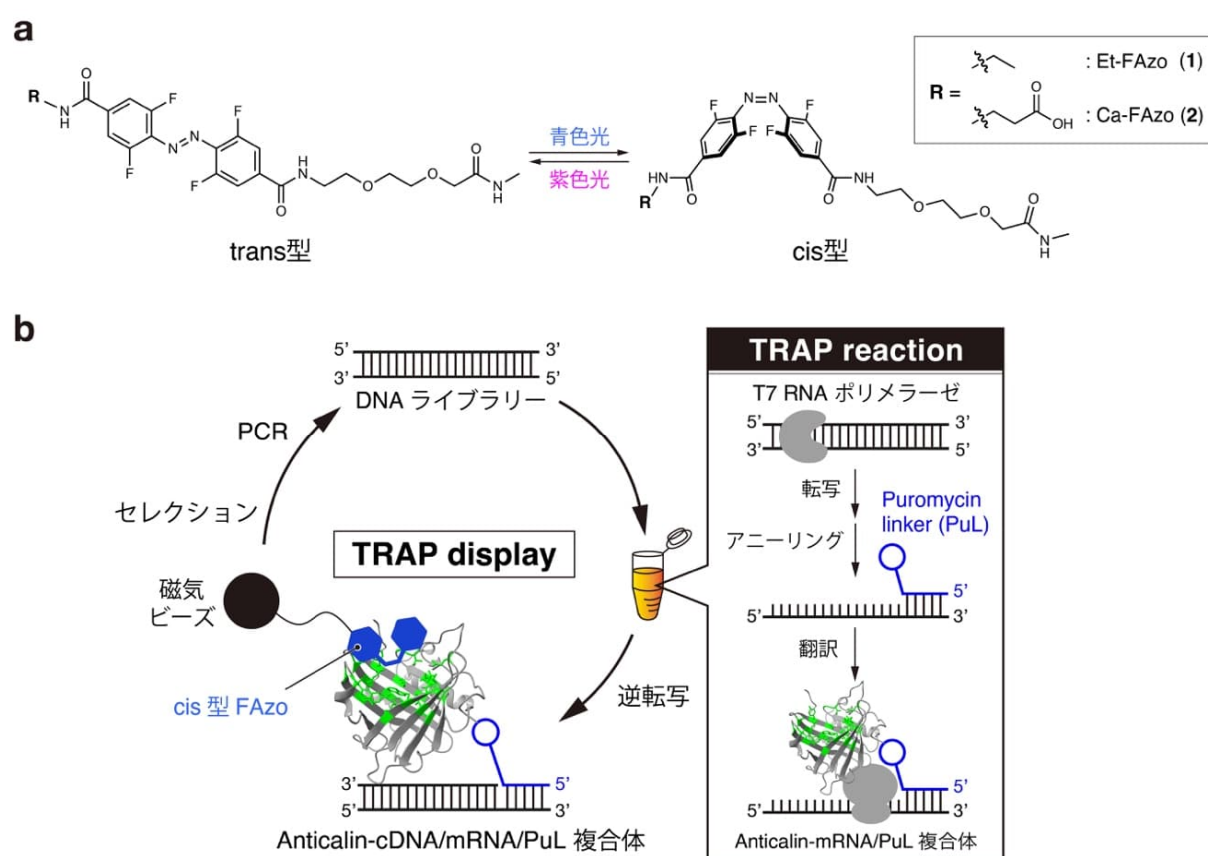 a
R
N
H
O
F
F
N
N
F
F
O
H
N
O
O
O
N
H
trans型
青色光
紫色光
F
N=N
F
F
F
HN
R
O
O
NH
O
O
O
N
H
cis型
R =
: Et-FAzo (1)
O
OH
: Ca-FAzo (2)
b
5’
3’
3’
5’
DNA ライブラリー
PCR
セレクション
TRAP display
磁気
ビーズ
cis 型 FAzo
逆転写
3’
5’
5’
3’
Anticalin-cDNA/mRNA/PuL 複合体
TRAP reaction
T7 RNA ポリメラーゼ
5’
3’
3’
5’
転写
Puromycin
linker (PuL)
アニーリング
5’
5’
3’
翻訳
5’
5’
3’
Anticalin-mRNA/PuL 複合体